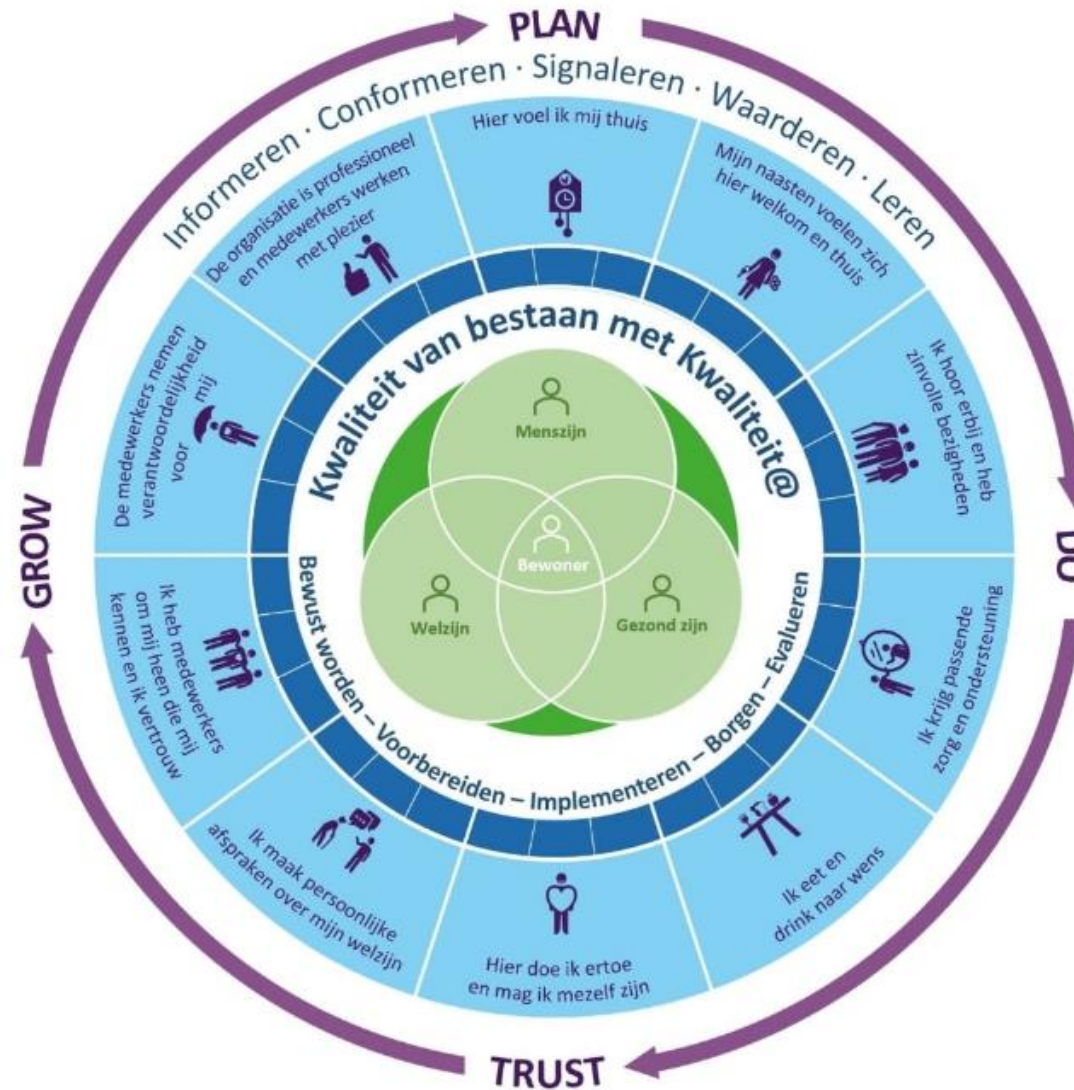 PLAN
Informeren · Conformeren · Signaleren · Waarderen · Leren
Hier voel ik mij thuis
Mijn naasten voelen zich
hier welkom en thuis
Ik hoor erbij en heb
zinvolle bezigheden
DO
Ik krijg passende
zorg en ondersteuning
Ik eet en
drink naar wens
Hier doe ik ertoe
en mag ik mezelf zijn
TRUST
Ik maak persoonlijke
afspraken over mijn welzijn
Ik heb medewerkers
om mij heen die mij
kennen en ik vertrouw
GROW
De medewerkers nemen
verantwoordelijkheid
voor mij
De organisatie is professioneel
en medewerkers werken
met plezier
Kwaliteit van bestaan met Kwaliteit@
Menszijn
Bewoner
Welzijn
Gezond zijn
Bewust worden – Voorbereiden – Implementeren – Borgen – Evalueren